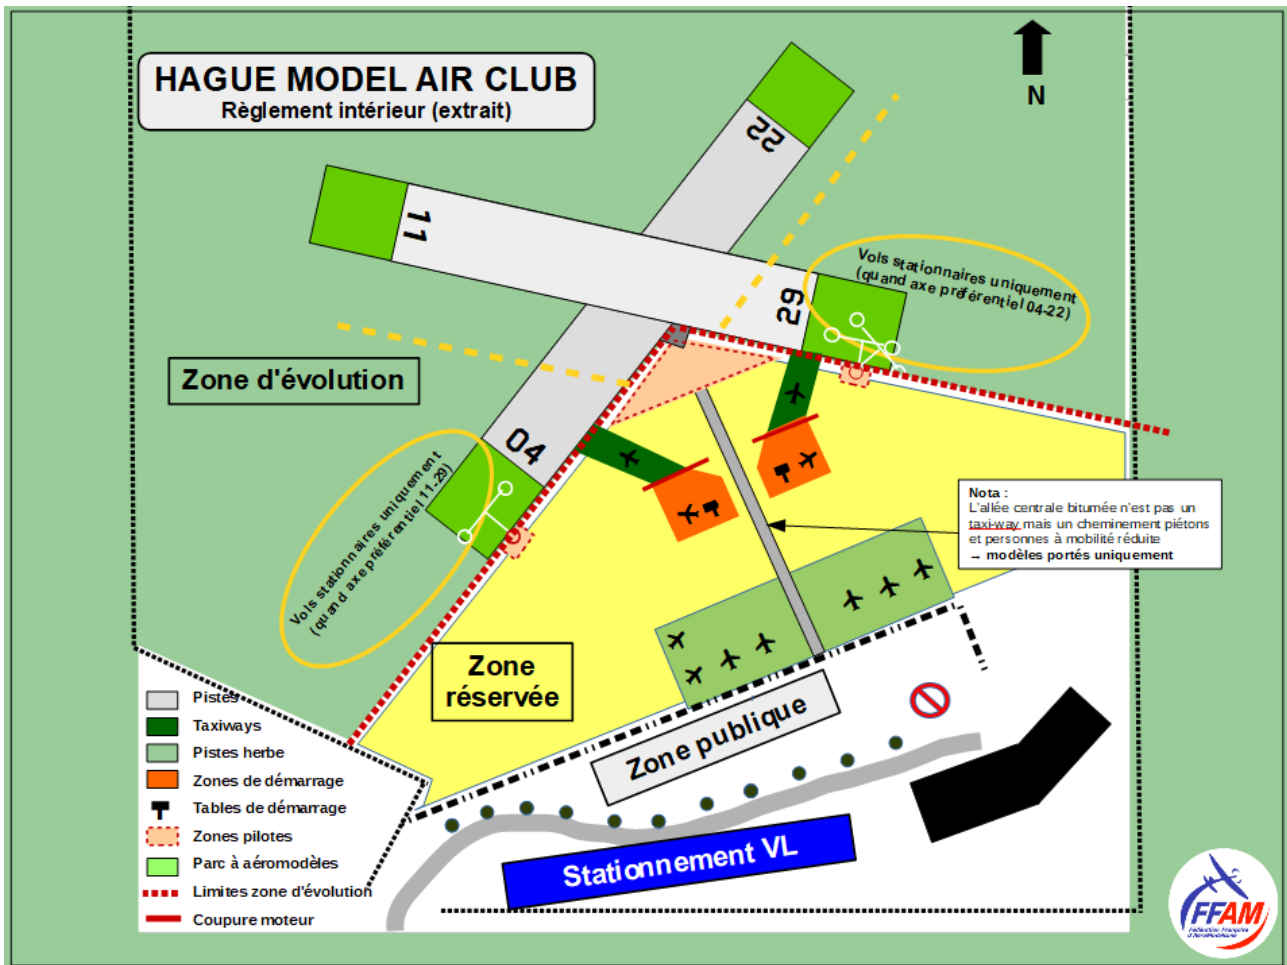 HAGUE MODEL AIR CLUB
Règlement intérieur (extrait)
N
22
11
29
04
Vols stationnaires uniquement
(quand axe préférentiel 04-22)
Zone d'évolution
Vols stationnaires uniquement
(quand axe préférentiel 11-29)
Nota :
L'allée centrale bitumée n'est pas un
taxi-way mais un cheminement piétons
et personnes à mobilité réduite
→ modèles portés uniquement
Zone
réservée
Zone publique
Stationnement VL
Pistes
Taxiways
Pistes herbe
Zones de démarrage
Tables de démarrage
Zones pilotes
Parc à aéromodèles
Limites zone d'évolution
Coupure moteur
FFAM
Fédération Française
d'AéroModélisme